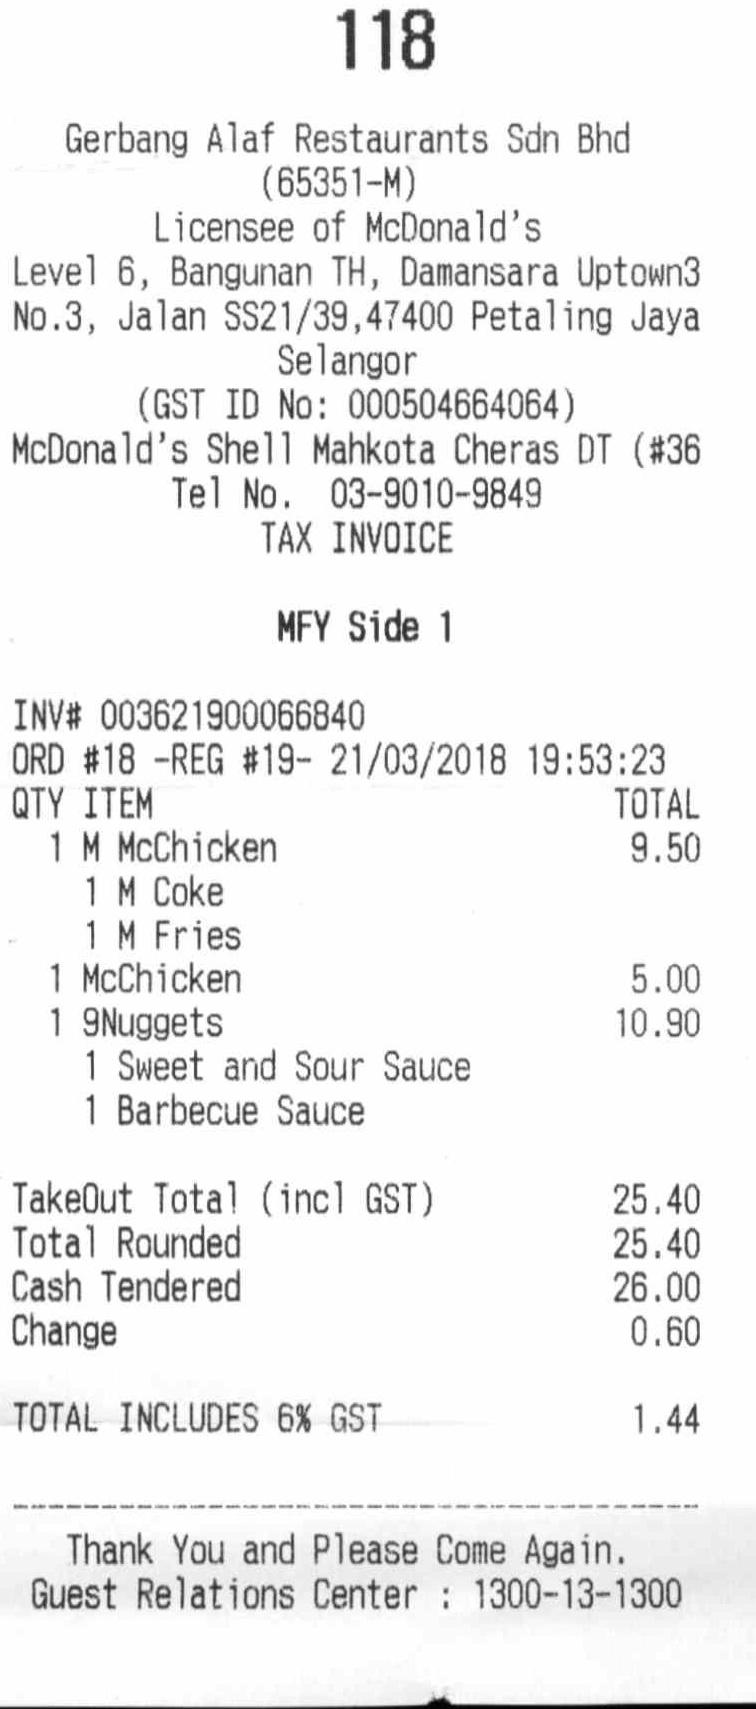 118
Gerbang Alaf Restaurants Sdn Bhd
(65351-M)
Licensee of McDonald's
Level 6, Bangunan TH, Damansara Uptown3
No.3, Jalan SS21/39,47400 Petaling Jaya
Selangor
(GST ID No: 000504664064)
McDonald's Shell Mahkota Cheras DT (#36
Tel No. 03-9010-9849
TAX INVOICE
MFY Side 1
INV# 003621900066840
ORD #18 -REG #19- 21/03/2018 19:53:23
QTY ITEM TOTAL
1 M McChicken 9.50
1 M Coke
1 M Fries
1 McChicken 5.00
1 9Nuggets 10.90
1 Sweet and Sour Sauce
1 Barbecue Sauce
TakeOut Total (incl GST) 25.40
Total Rounded 25.40
Cash Tendered 26.00
Change 0.60
TOTAL INCLUDES 6% GST 1.44
Thank You and Please Come Again.
Guest Relations Center : 1300-13-1300